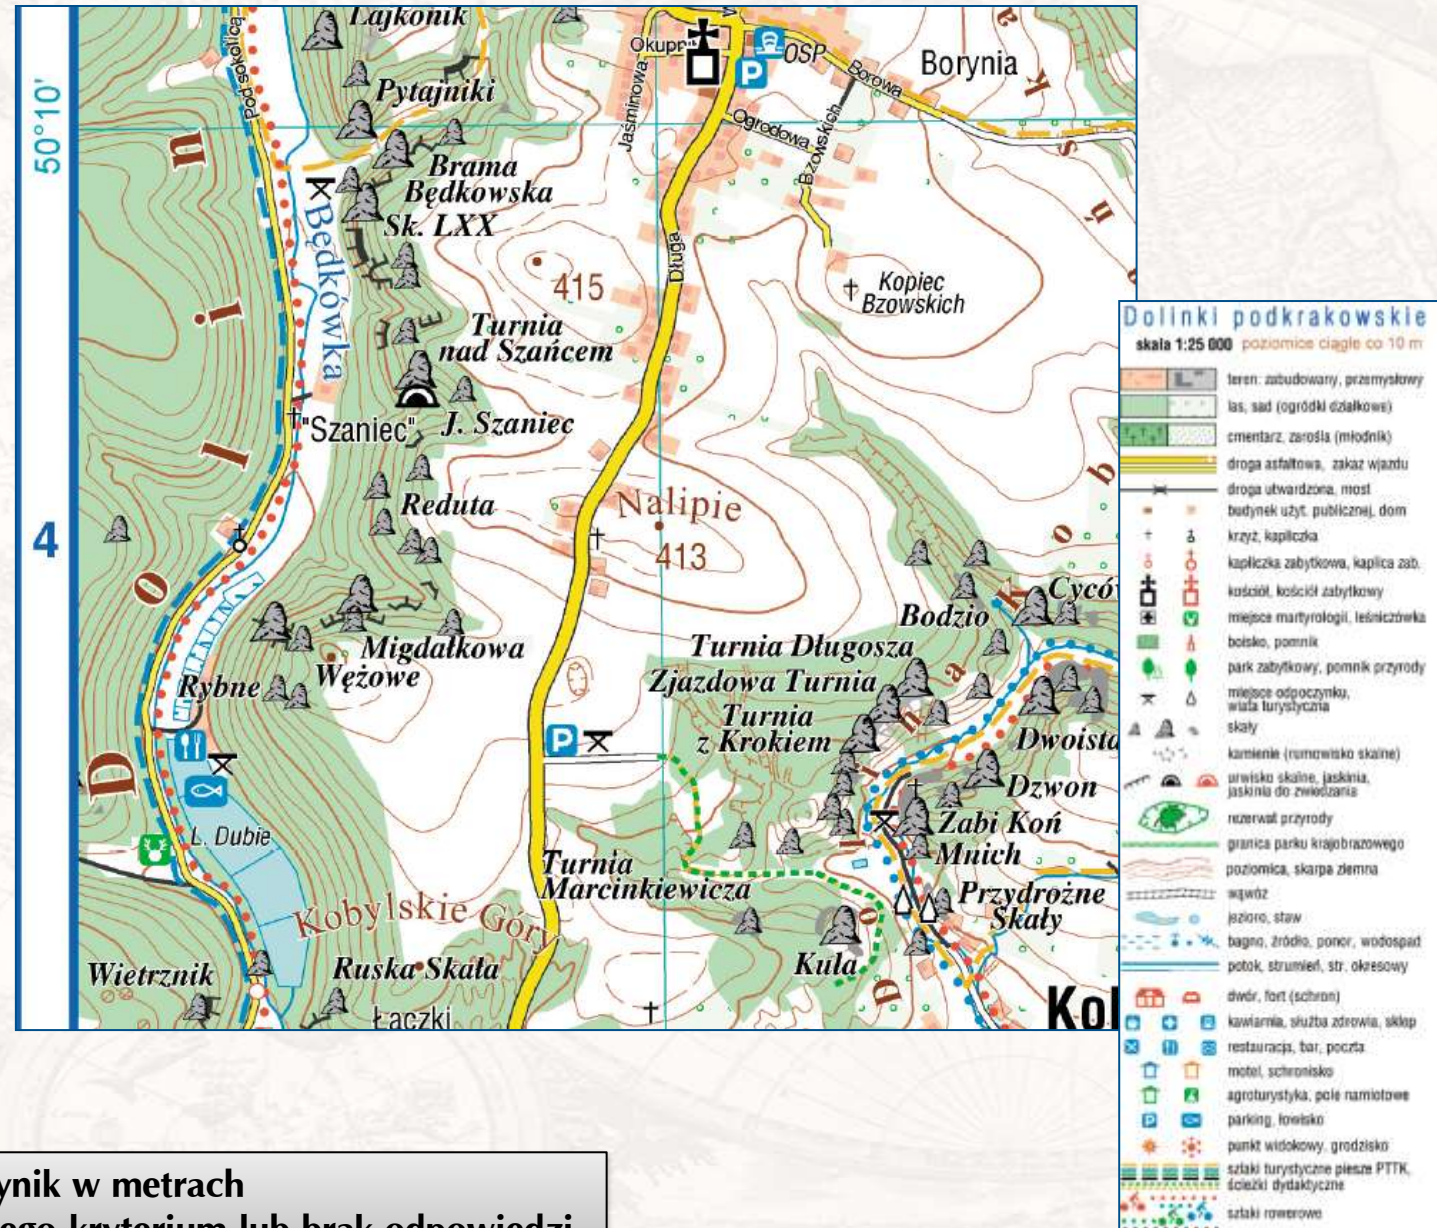 Lajkonik
Pod sokolicą
Pytajniki
Brama
Będkowska
Sk. LXX
Będkówka
50°10'
4
Jaśminowa
OSP
P
Borowa
Borynia
Ogrodowa
Bzowskich
Długa
415
Kopiec
Bzowskich
Turnia
nad Szańcem
"Szaniec"
J. Szaniec
Reduta
Nalipie
413
Migdałkowa
Wężowe
Rybne
Dolin
L. Dubie
P
Bodzio
Turnia Długosza
Zjazdowa Turnia
Turnia
z Krokiem
Dwoista
Dzwon
Żabi Koń
Mnich
Przydrożne
Skały
Turnia
Marcinkiewicza
Kobylskie Góry
Kula
Wietrznik
Ruska Skała
Łączki
Kol
Dolinki podkrakowskie
skala 1:25 000 poziomice ciągłe co 10 m
teren: zabudowany, przemysłowy
las, sad (ogródki działkowe)
cmentarz, zarośla (młodnik)
droga asfaltowa, zakaz wjazdu
droga utwardzona, most
budynek użyt. publicznej, dom
krzyż, kapliczka
kapliczka zabytkowa, kaplica zab.
kościół, kościół zabytkowy
miejsce martyrologii, leśniczówka
boisko, pomnik
park zabytkowy, pomnik przyrody
miejsce odpoczynku,
wiata turystyczna
skały
kamienie (rumowisko skalne)
urwisko skalne, jaskinia,
jaskinia do zwiedzania
rezerwat przyrody
granica parku krajobrazowego
poziomica, skarpa ziemna
wąwóz
jezioro, staw
bagno, źródło, ponor, wodospad
potok, strumień, str. okresowy
dwór, fort (schron)
kawiarnia, służba zdrowia, sklep
restauracja, bar, poczta
motel, schronisko
agroturystyka, pole namiotowe
parking, łowisko
punkt widokowy, grodzisko
szlaki turystyczne piesze PTTK,
ścieżki dydaktyczne
szlaki rowerowe
ynik w metrach
ego kryterium lub brak odpowiedzi